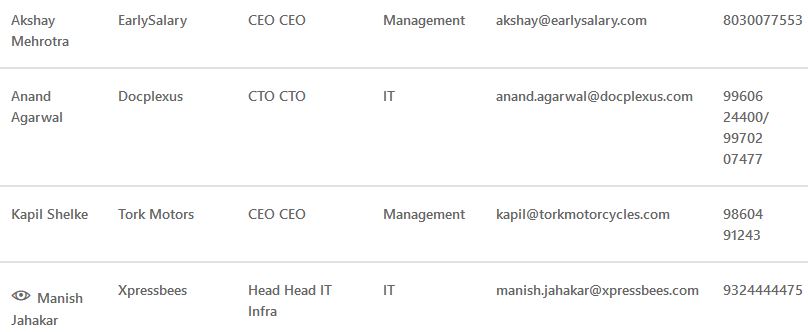 Akshay EarlySalary CEO CEO Management akshay@earlysalary.com 8030077553
Mehrotra
Anand Docplexus CTO CTO IT anand.agarwal@docplexus.com 99606
Agarwal 24400/
99702
07477
Kapil Shelke Tork Motors CEO CEO Management kapil@torkmotorcycles.com 98604
91243
Manish Xpressbees Head Head IT IT manish.jahakar@xpressbees.com 9324444475
Jahakar Infra